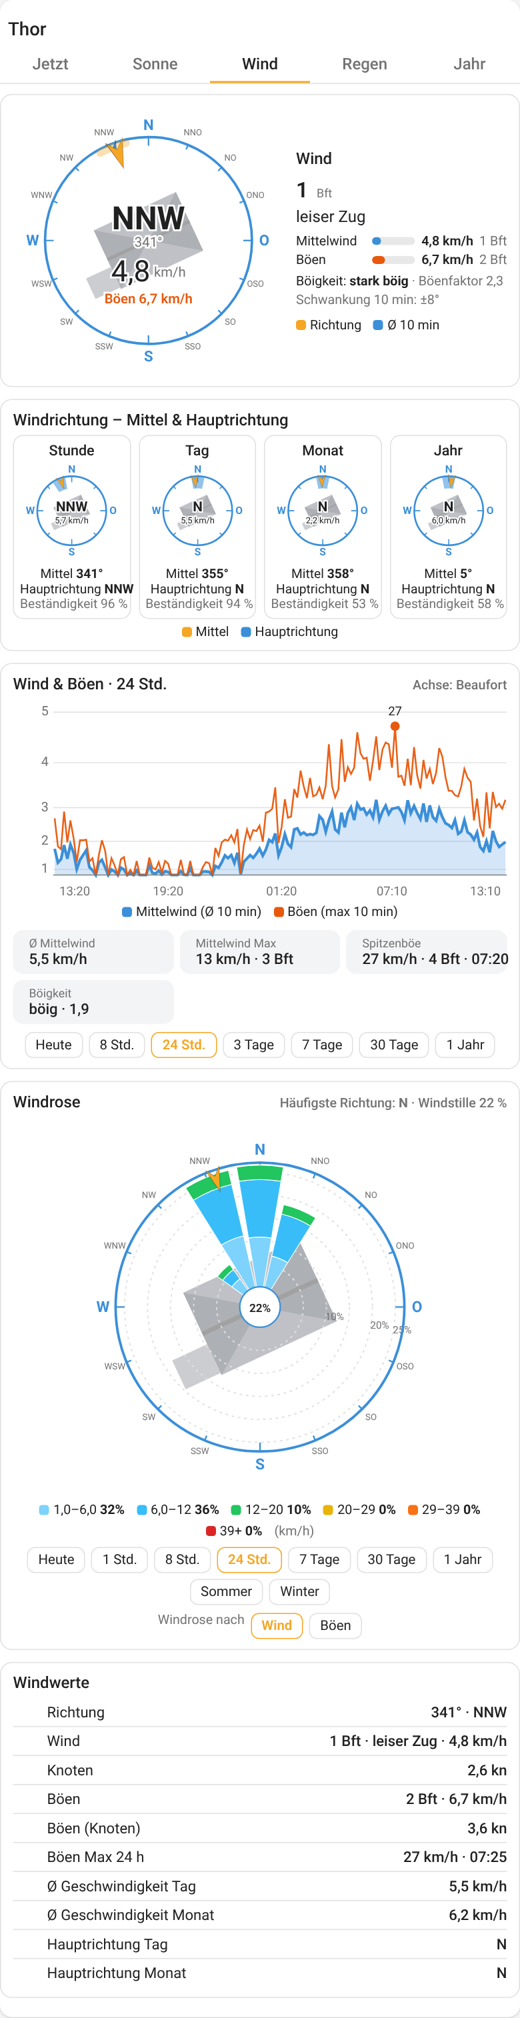 Thor
Jetzt Sonne Wind Regen Jahr
N
NNW NNO
NW NO
WNW ONO
W O
WSW OSO
SW SO
SSW SSO
S
NNW
341°
4,8 km/h
Böen 6,7 km/h
Wind
1 Bft
leiser Zug
Mittelwind 4,8 km/h 1 Bft
Böen 6,7 km/h 2 Bft
Böigkeit: stark böig · Böenfaktor 2,3
Schwankung 10 min: ±8°
Richtung Ø 10 min
Windrichtung – Mittel & Hauptrichtung
Stunde
N
W O
S
NNW
5,7 km/h
Mittel 341°
Hauptrichtung NNW
Beständigkeit 96 %
Tag
N
W O
S
N
5,5 km/h
Mittel 355°
Hauptrichtung N
Beständigkeit 94 %
Monat
N
W O
S
N
2,2 km/h
Mittel 358°
Hauptrichtung N
Beständigkeit 53 %
Jahr
N
W O
S
N
6,0 km/h
Mittel 5°
Hauptrichtung N
Beständigkeit 58 %
Mittel Hauptrichtung
Wind & Böen · 24 Std. Achse: Beaufort
5
27
4
3
2
1
13:20 19:20 01:20 07:10 13:10
Mittelwind (Ø 10 min) Böen (max 10 min)
Ø Mittelwind
5,5 km/h
Mittelwind Max
13 km/h · 3 Bft
Spitzenböe
27 km/h · 4 Bft · 07:20
Böigkeit
böig · 1,9
Heute 8 Std. 24 Std. 3 Tage 7 Tage 30 Tage 1 Jahr
Windrose Häufigste Richtung: N · Windstille 22 %
N
NNW NNO
NW NO
WNW ONO
W 22% O
10% 20% 25%
WSW OSO
SW SO
SSW SSO
S
1,0–6,0 32% 6,0–12 36% 12–20 10% 20–29 0% 29–39 0%
39+ 0% (km/h)
Heute 1 Std. 8 Std. 24 Std. 7 Tage 30 Tage 1 Jahr
Sommer Winter
Windrose nach Wind Böen
Windwerte
Richtung 341° · NNW
Wind 1 Bft · leiser Zug · 4,8 km/h
Knoten 2,6 kn
Böen 2 Bft · 6,7 km/h
Böen (Knoten) 3,6 kn
Böen Max 24 h 27 km/h · 07:25
Ø Geschwindigkeit Tag 5,5 km/h
Ø Geschwindigkeit Monat 6,2 km/h
Hauptrichtung Tag N
Hauptrichtung Monat N